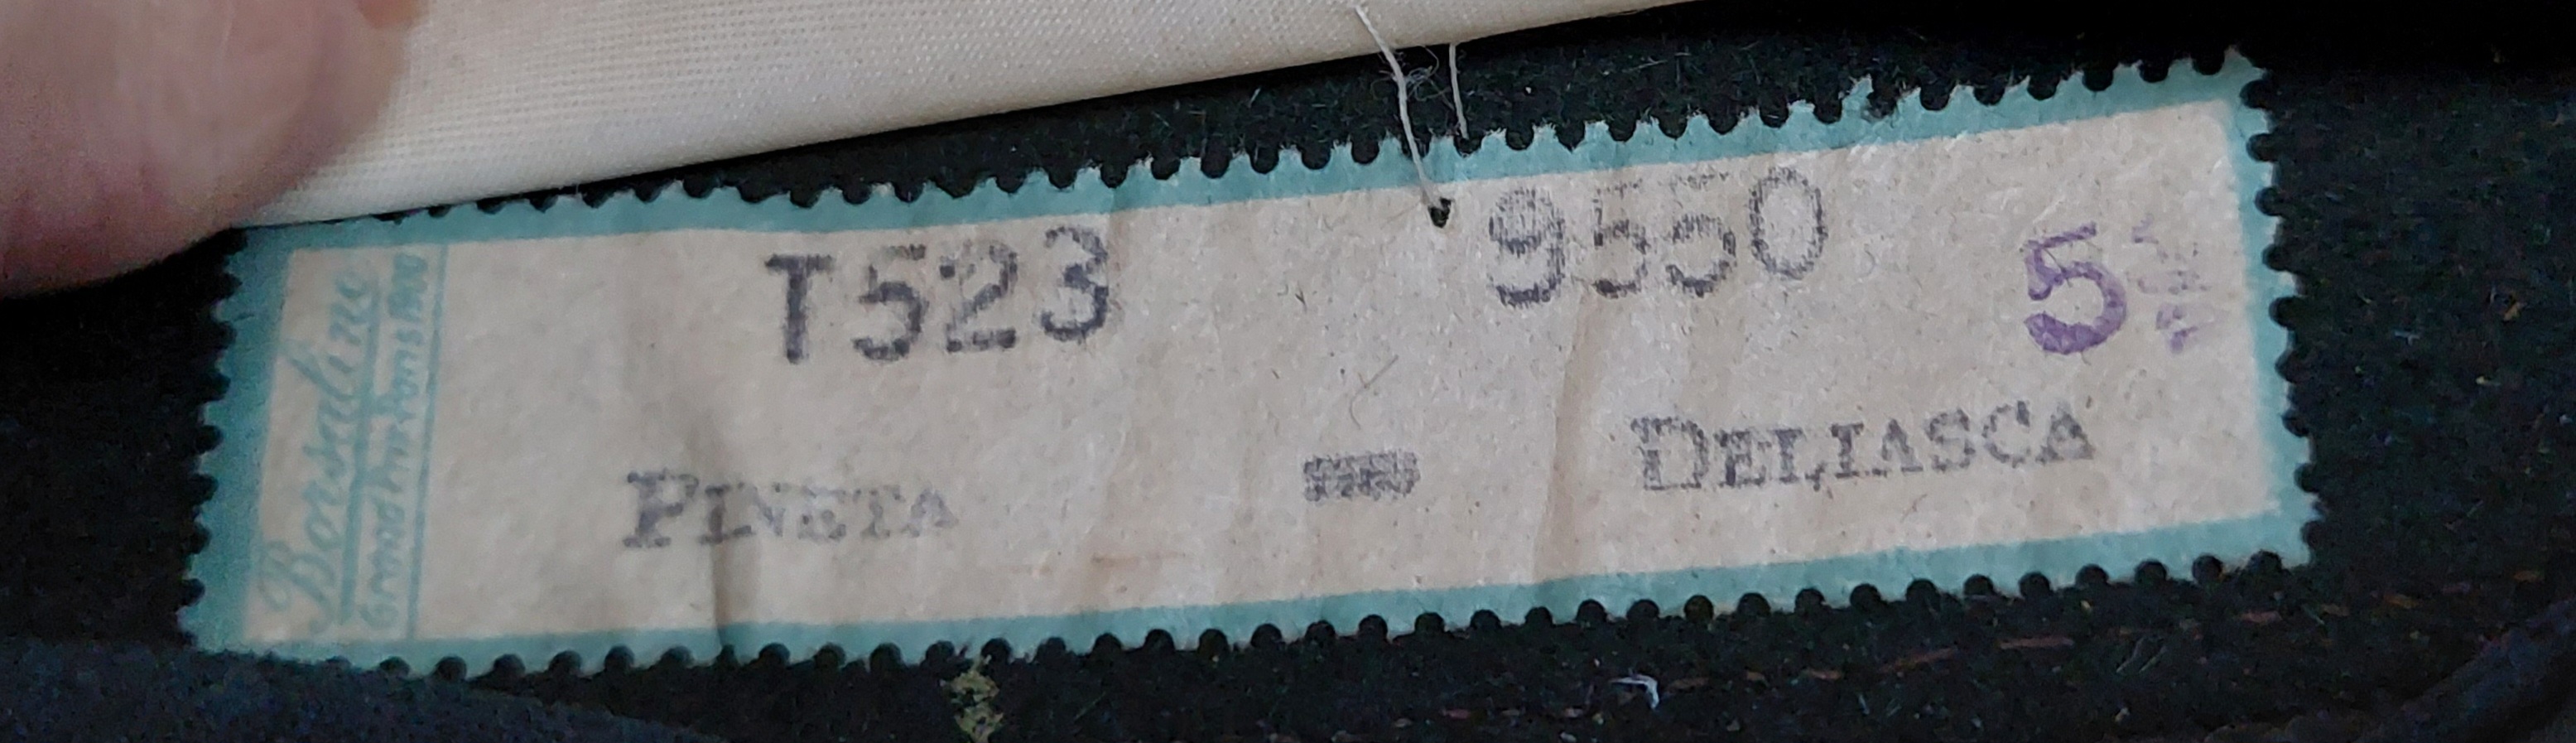 Borsalino
Grand Prix Paris 1900
T523 9550 5
PINETA = DELIASCA